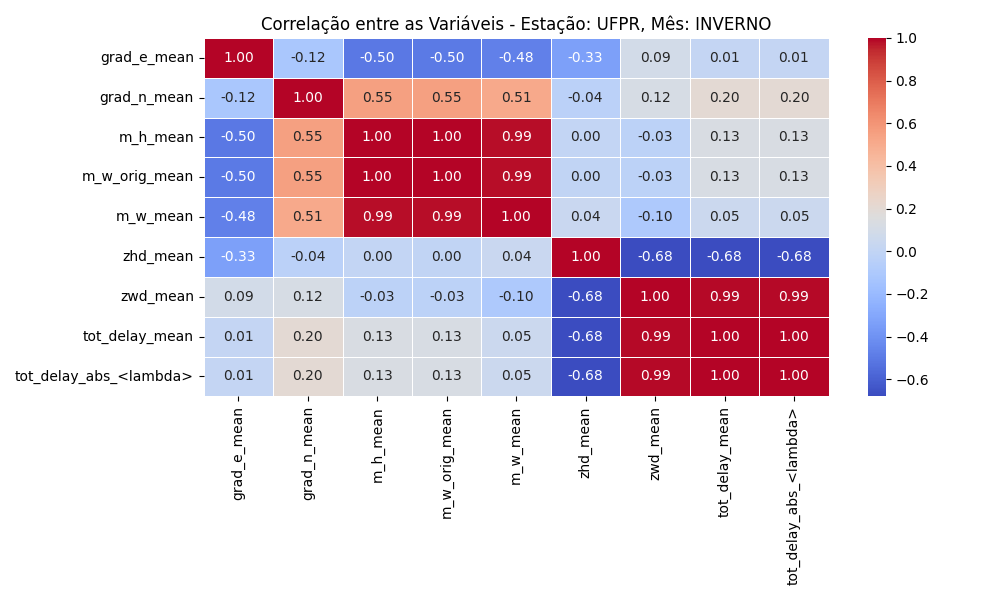 Correlação entre as Variáveis - Estação: UFPR, Mês: INVERNO
grad_e_mean 1.00 -0.12 -0.50 -0.50 -0.48 -0.33 0.09 0.01 0.01
grad_n_mean -0.12 1.00 0.55 0.55 0.51 -0.04 0.12 0.20 0.20
m_h_mean -0.50 0.55 1.00 1.00 0.99 0.00 -0.03 0.13 0.13
m_w_orig_mean -0.50 0.55 1.00 1.00 0.99 0.00 -0.03 0.13 0.13
m_w_mean -0.48 0.51 0.99 0.99 1.00 0.04 -0.10 0.05 0.05
zhd_mean -0.33 -0.04 0.00 0.00 0.04 1.00 -0.68 -0.68 -0.68
zwd_mean 0.09 0.12 -0.03 -0.03 -0.10 -0.68 1.00 0.99 0.99
tot_delay_mean 0.01 0.20 0.13 0.13 0.05 -0.68 0.99 1.00 1.00
tot_delay_abs_<lambda> 0.01 0.20 0.13 0.13 0.05 -0.68 0.99 1.00 1.00
grad_e_mean
grad_n_mean
m_h_mean
m_w_orig_mean
m_w_mean
zhd_mean
zwd_mean
tot_delay_mean
tot_delay_abs_<lambda>
1.0
0.8
0.6
0.4
0.2
0.0
−0.2
−0.4
−0.6